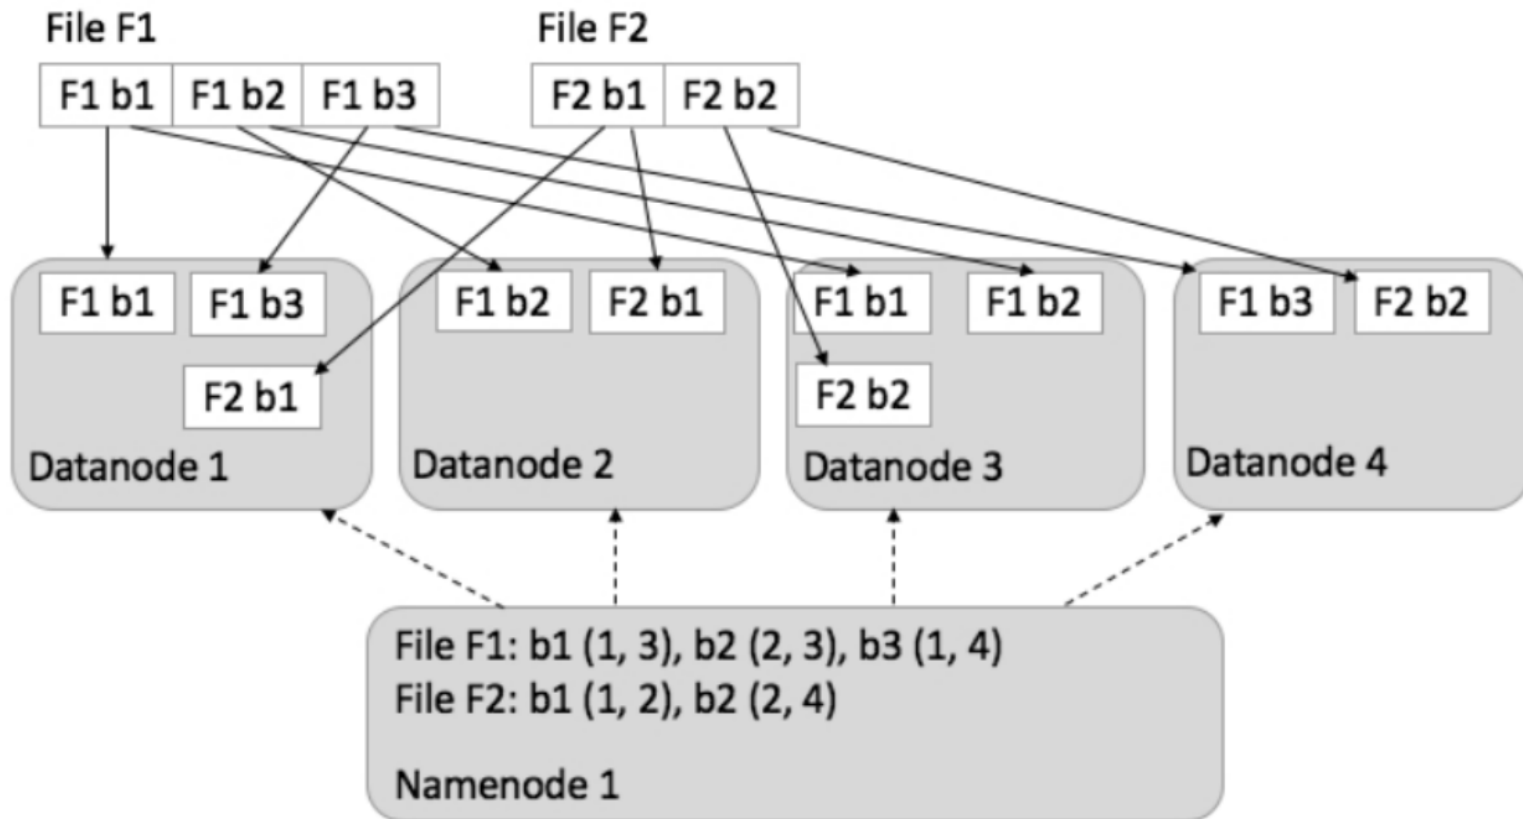 File F1
File F2
F1 b1 F1 b2 F1 b3
F2 b1 F2 b2
F1 b1 F1 b3
F2 b1
Datanode 1
F1 b2 F2 b1
Datanode 2
F1 b1 F1 b2
F2 b2
Datanode 3
F1 b3 F2 b2
Datanode 4
File F1: b1 (1, 3), b2 (2, 3), b3 (1, 4)
File F2: b1 (1, 2), b2 (2, 4)
Namenode 1